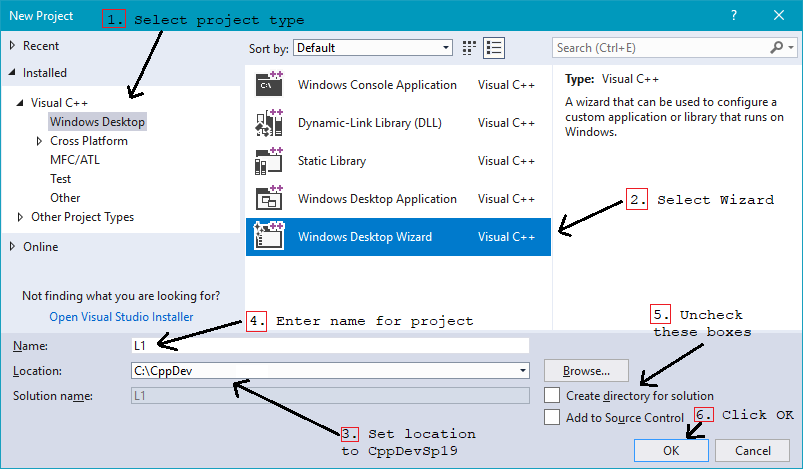 New Project
1. Select project type
?
Recent
Installed
Visual C++
Windows Desktop
Cross Platform
MFC/ATL
Test
Other
Other Project Types
Online
Not finding what you are looking for?
Open Visual Studio Installer
Sort by: Default
Search (Ctrl+E)
Windows Console Application Visual C++
Dynamic-Link Library (DLL) Visual C++
Static Library Visual C++
Windows Desktop Application Visual C++
Windows Desktop Wizard Visual C++
Type: Visual C++
A wizard that can be used to configure a
custom application or library that runs on
Windows.
2. Select Wizard
4. Enter name for project
5. Uncheck
these boxes
Name: L1
Location: C:\CppDev
Browse...
Solution name: L1
Create directory for solution
Add to Source Control
6. Click OK
3. Set location
to CppDevSp19
OK
Cancel